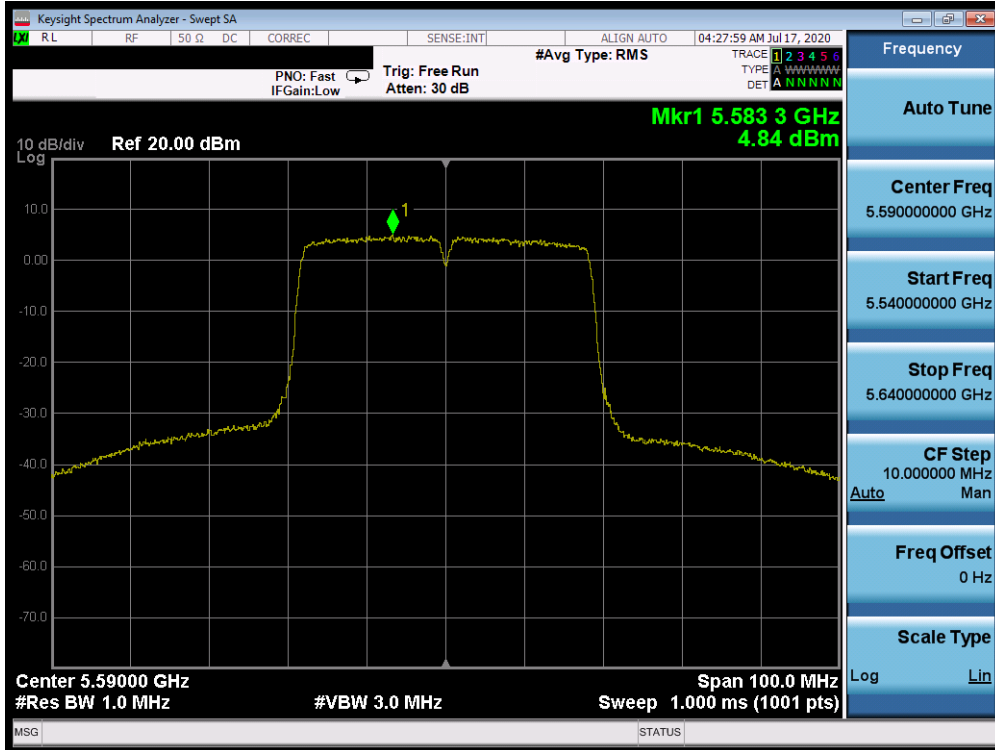 Keysight Spectrum Analyzer - Swept SA
LXI RL RF 50 Ω DC CORREC SENSE:INT ALIGN AUTO 04:27:59 AM Jul 17, 2020
PNO: Fast
IFGain:Low
Trig: Free Run
Atten: 30 dB
#Avg Type: RMS
TRACE 1 2 3 4 5 6
TYPE A WWWWW
DET A N N N N N
Mkr1 5.583 3 GHz
4.84 dBm
10 dB/div
Log
Ref 20.00 dBm
1
10.0
0.00
-10.0
-20.0
-30.0
-40.0
-50.0
-60.0
-70.0
Center 5.59000 GHz
Span 100.0 MHz
#Res BW 1.0 MHz
#VBW 3.0 MHz
Sweep 1.000 ms (1001 pts)
MSG
STATUS
Frequency
Auto Tune
Center Freq
5.590000000 GHz
Start Freq
5.540000000 GHz
Stop Freq
5.640000000 GHz
CF Step
10.000000 MHz
Auto Man
Freq Offset
0 Hz
Scale Type
Log Lin